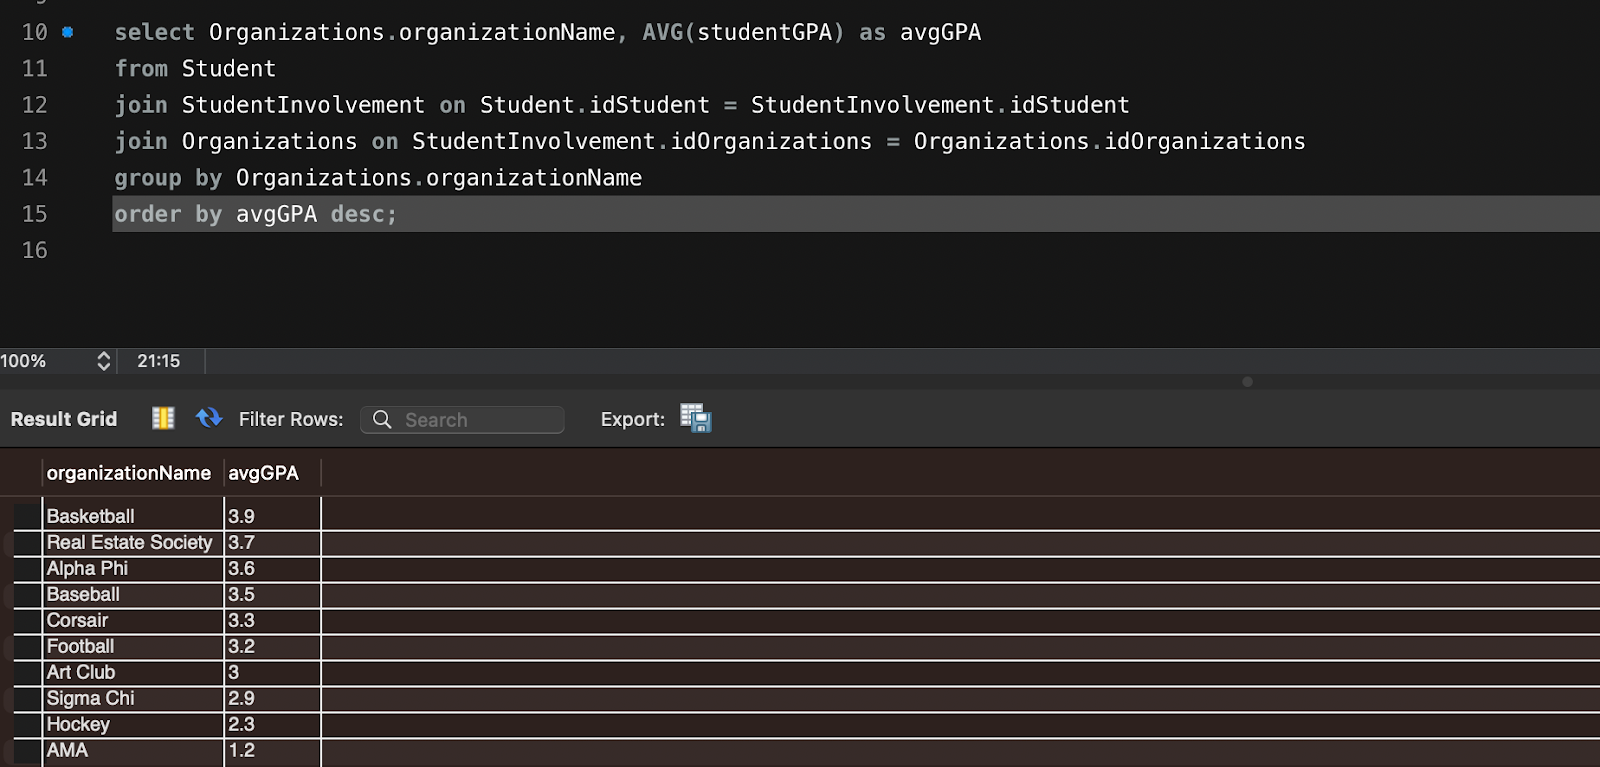 10 select Organizations.organizationName, AVG(studentGPA) as avgGPA
11 from Student
12 join StudentInvolvement on Student.idStudent = StudentInvolvement.idStudent
13 join Organizations on StudentInvolvement.idOrganizations = Organizations.idOrganizations
14 group by Organizations.organizationName
15 order by avgGPA desc;
16
100% 21:15
Result Grid Filter Rows: Search Export:
organizationName avgGPA
Basketball 3.9
Real Estate Society 3.7
Alpha Phi 3.6
Baseball 3.5
Corsair 3.3
Football 3.2
Art Club 3
Sigma Chi 2.9
Hockey 2.3
AMA 1.2